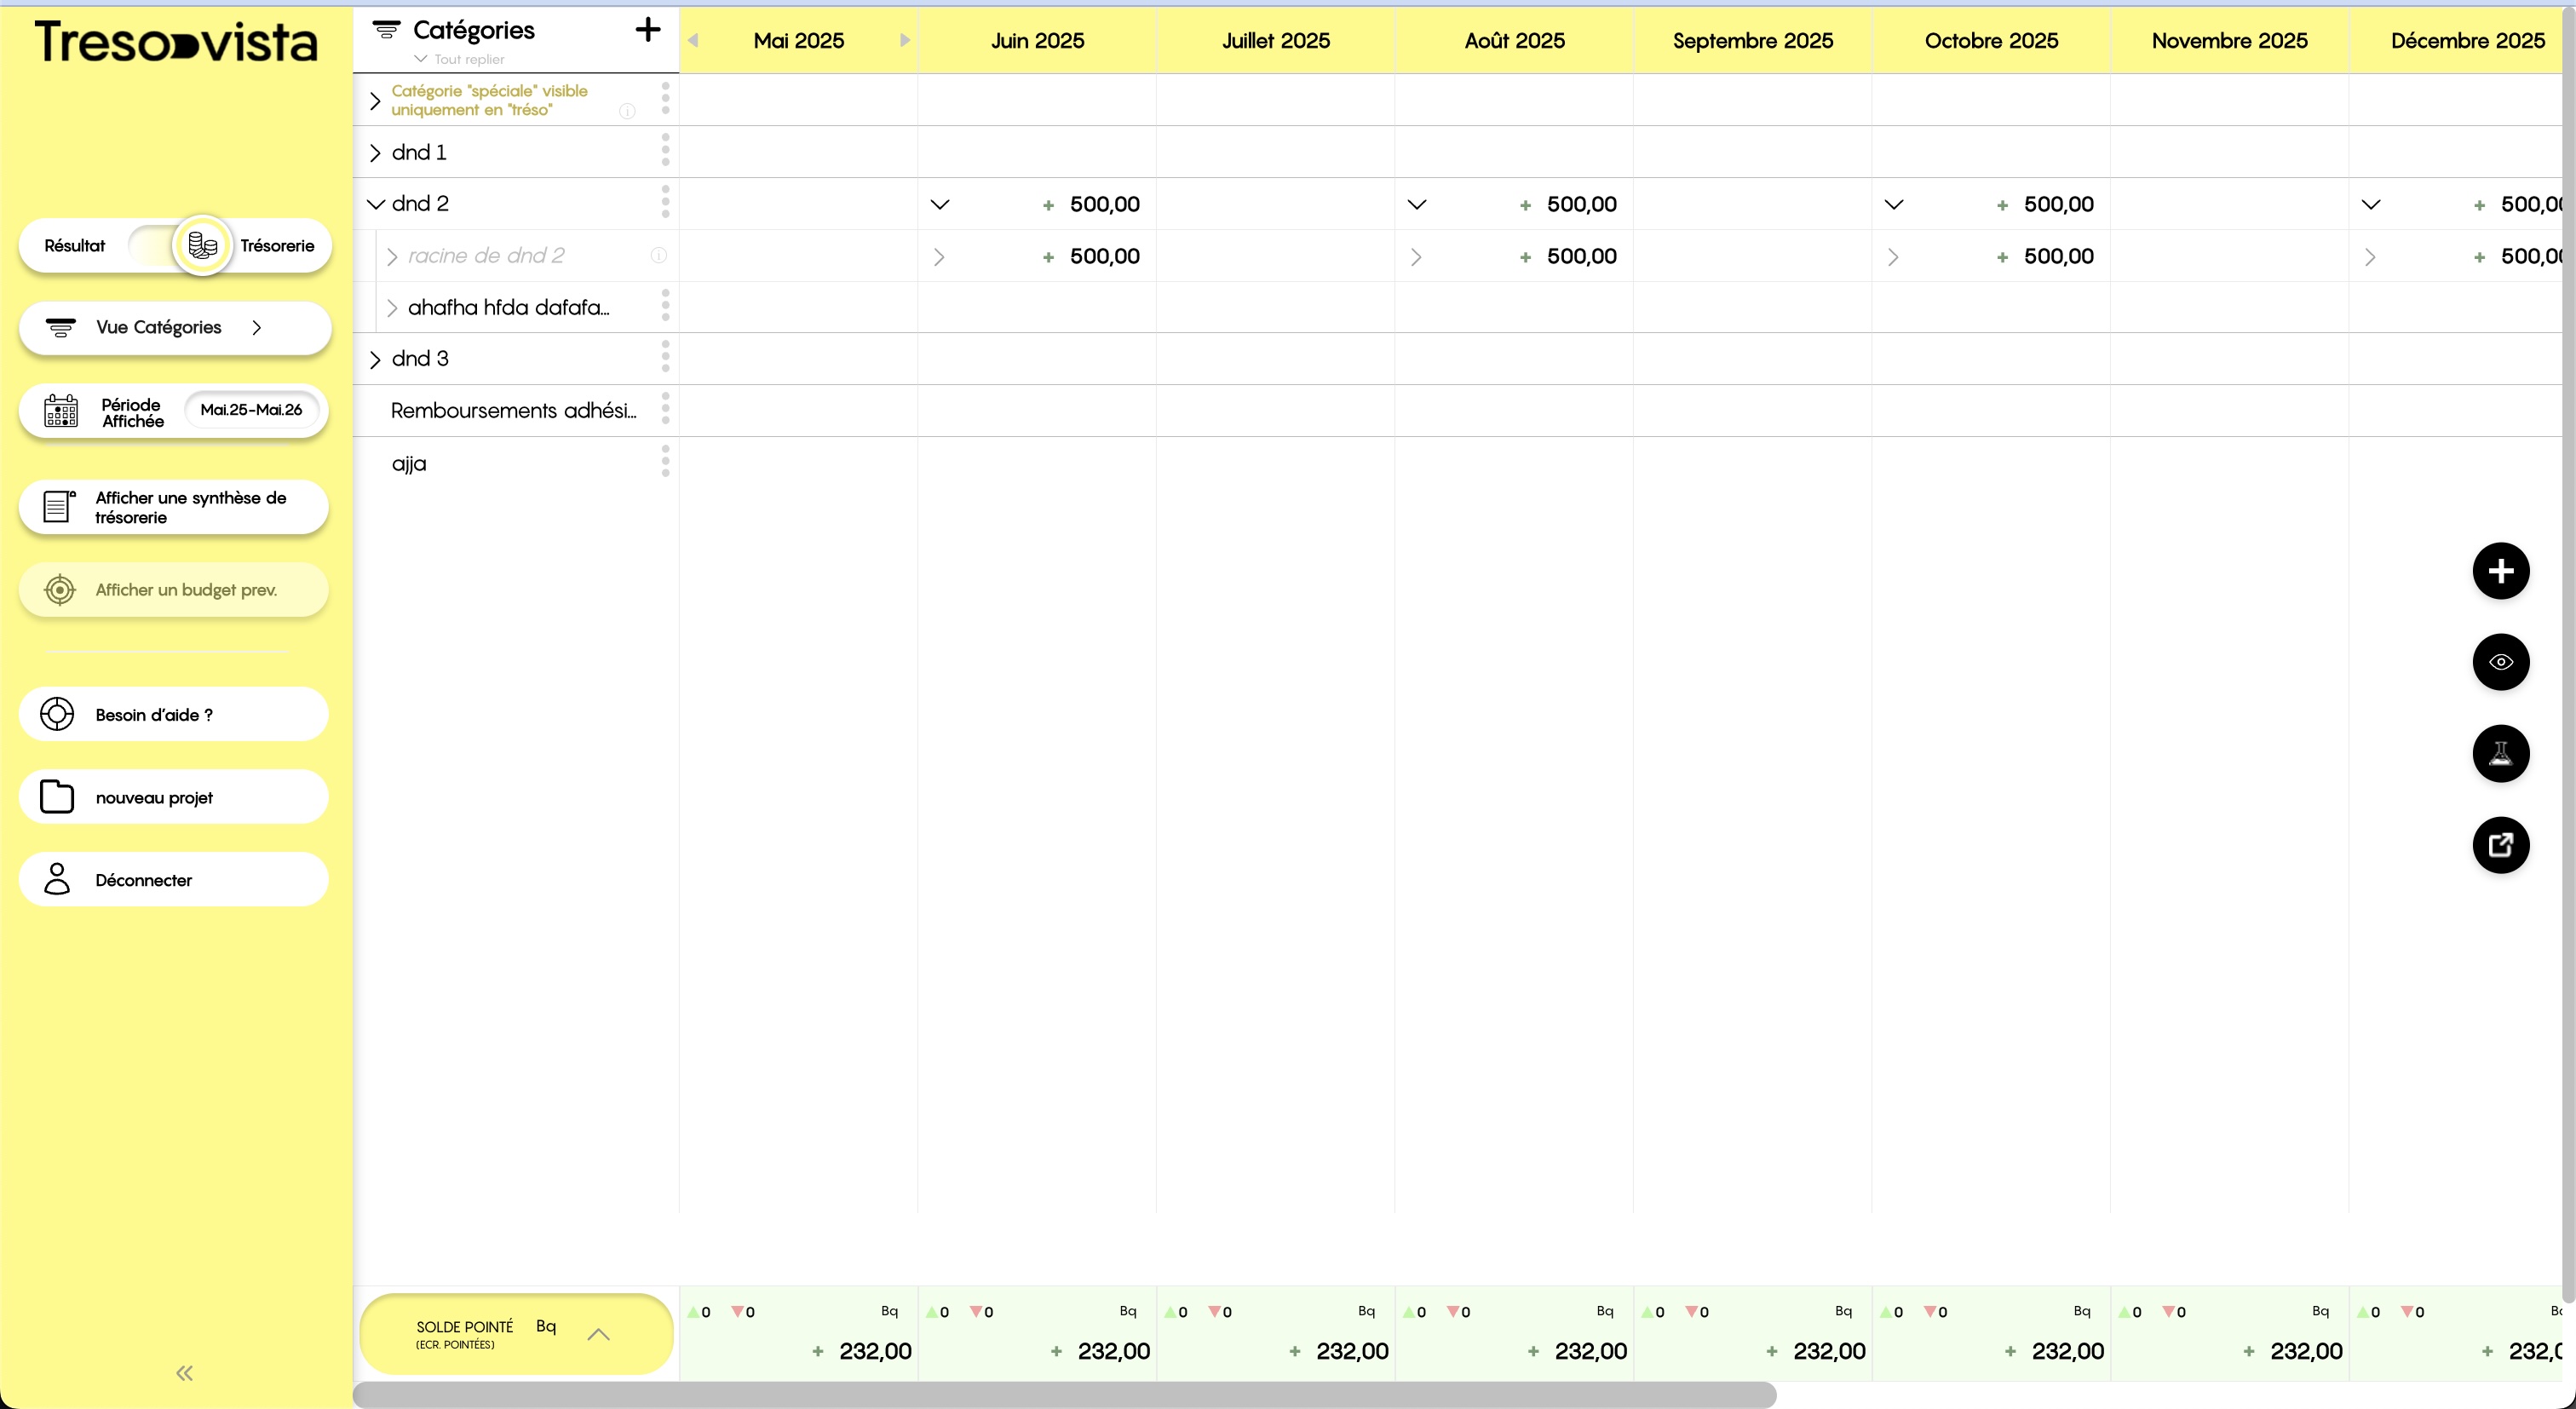 Tresovista
Résultat
Trésorerie
Vue Catégories
Période
Affichée
Mai.25-Mai.26
Afficher une synthèse de
trésorerie
Afficher un budget prev.
Besoin d'aide ?
nouveau projet
Déconnecter
Catégories
Tout replier
Mai 2025
Juin 2025
Juillet 2025
Août 2025
Septembre 2025
Octobre 2025
Novembre 2025
Décembre 2025
Catégorie "spéciale" visible
uniquement en "tréso"
dnd 1
dnd 2
+ 500,00
+ 500,00
+ 500,00
+ 500,00
racine de dnd 2
+ 500,00
+ 500,00
+ 500,00
+ 500,00
ahafha hfda dafafa...
dnd 3
Remboursements adhési...
ajja
SOLDE POINTÉ Bq
(ECR. POINTÉES)
0 0 Bq
+ 232,00
0 0 Bq
+ 232,00
0 0 Bq
+ 232,00
0 0 Bq
+ 232,00
0 0 Bq
+ 232,00
0 0 Bq
+ 232,00
0 0 Bq
+ 232,00
0 0 Bq
+ 232,0